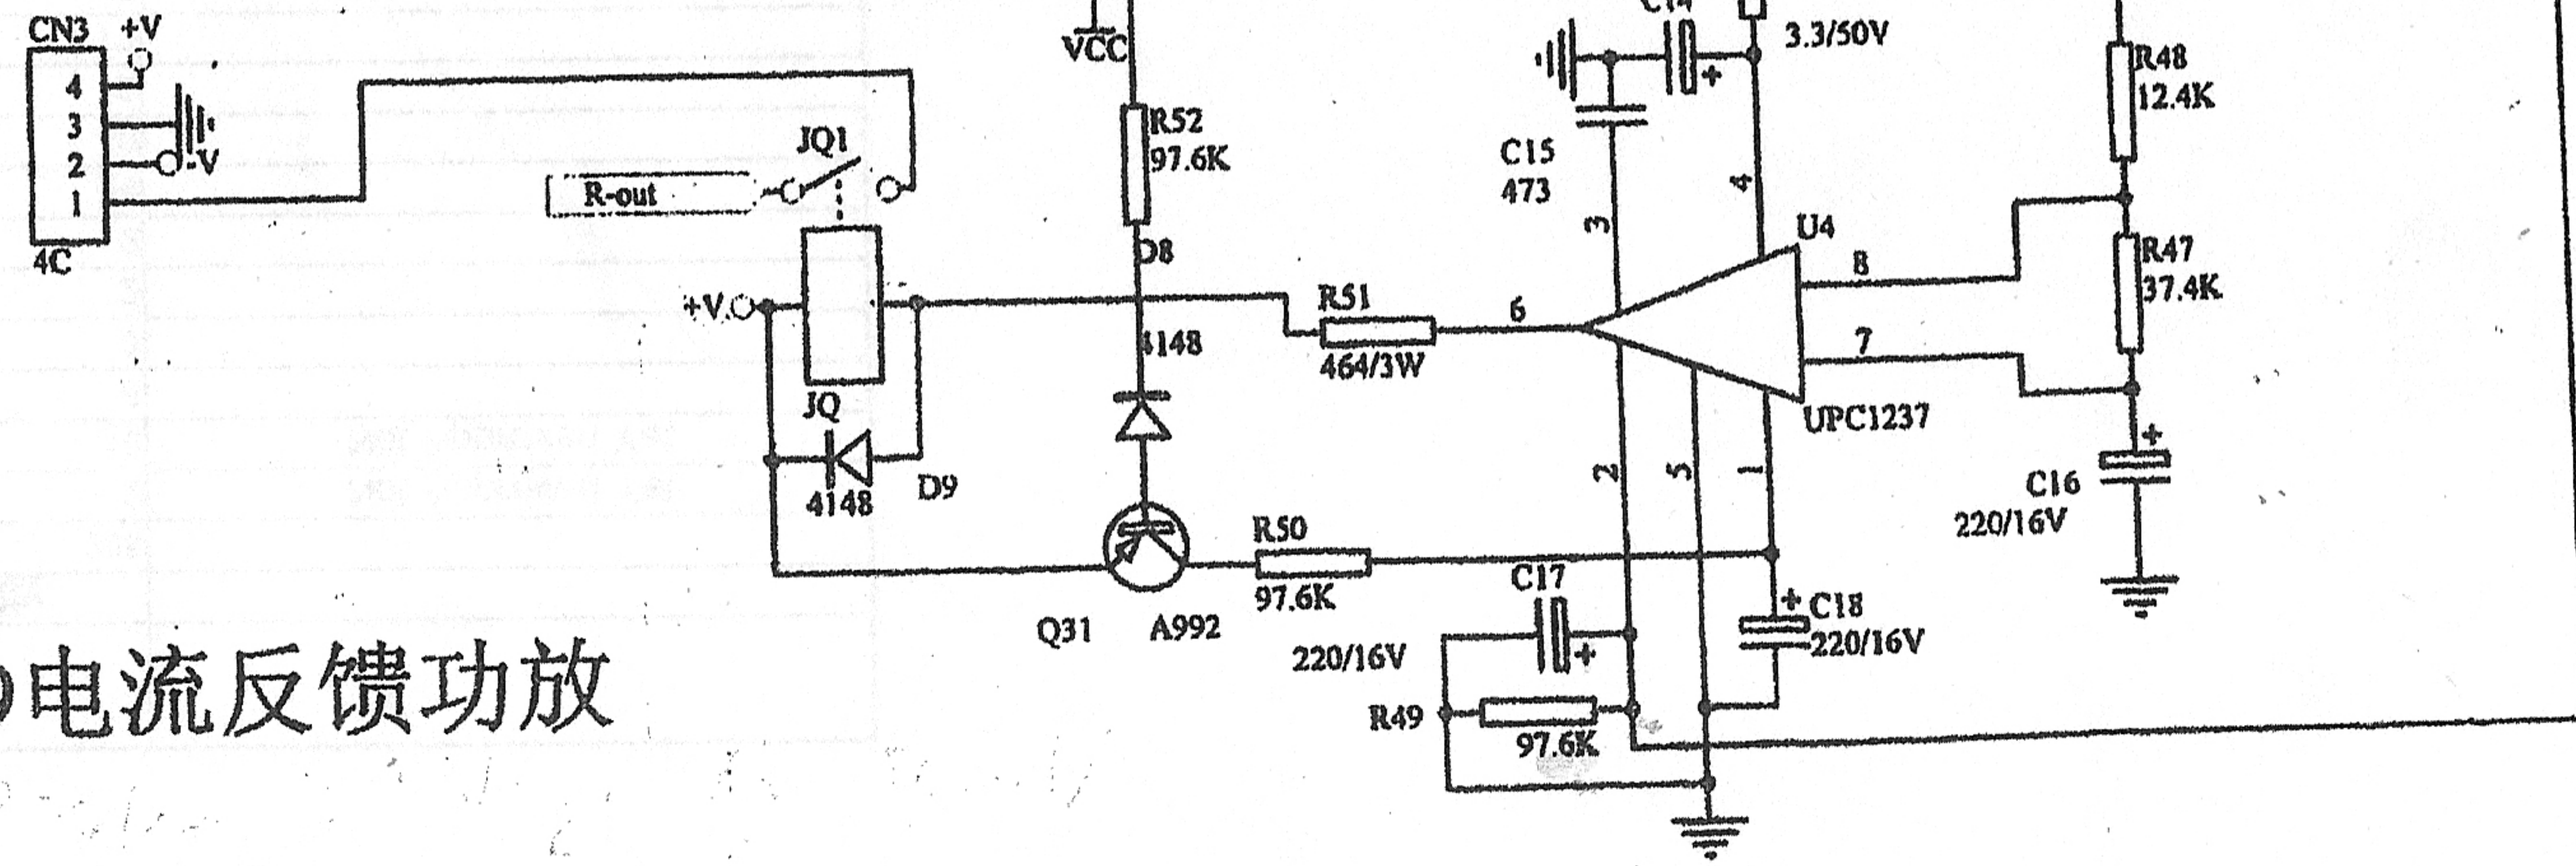 CN3
+V
4
3
2
-V
1
4C
JQ1
R-out
+V
JQ
4148
D9
VCC
R52
97.6K
D8
4148
Q31
A992
R50
97.6K
R51
464/3W
6
C15
473
3
3.3/50V
4
U4
8
7
UPC1237
2
5
1
R48
12.4K
R47
37.4K
C16
220/16V
C17
220/16V
C18
220/16V
R49
97.6K
电流反馈功放